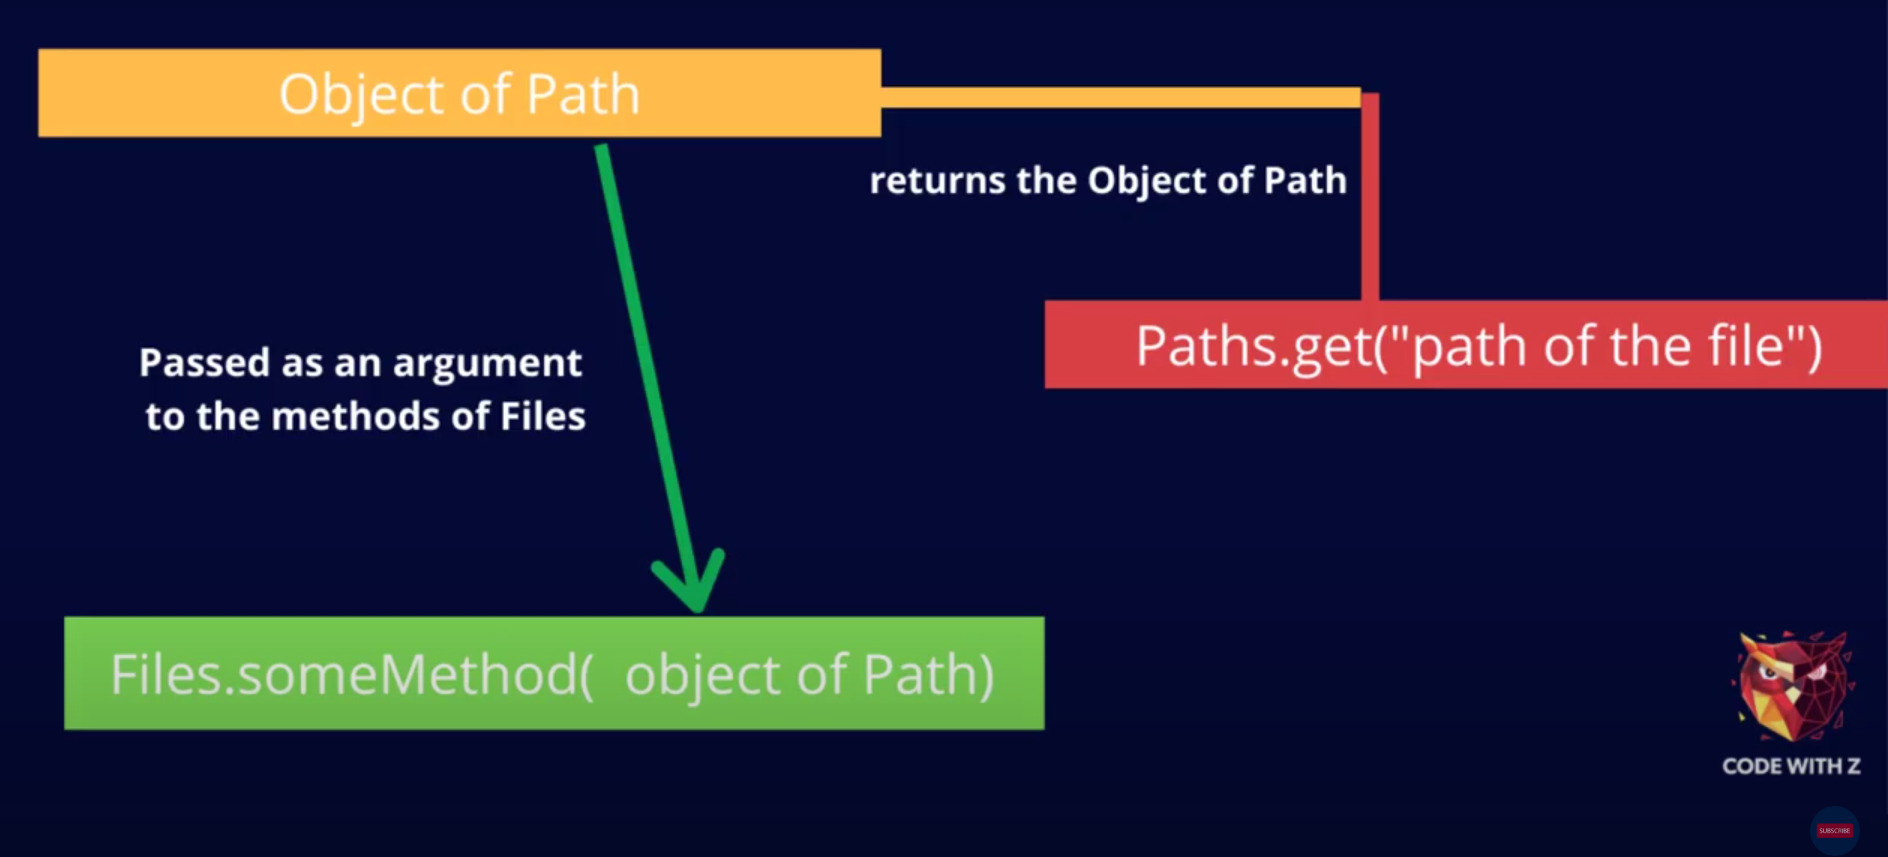 Object of Path
returns the Object of Path
Paths.get("path of the file")
Passed as an argument
to the methods of Files
Files.someMethod(  object of Path)
CODE WITH Z
SUBSCRIBE